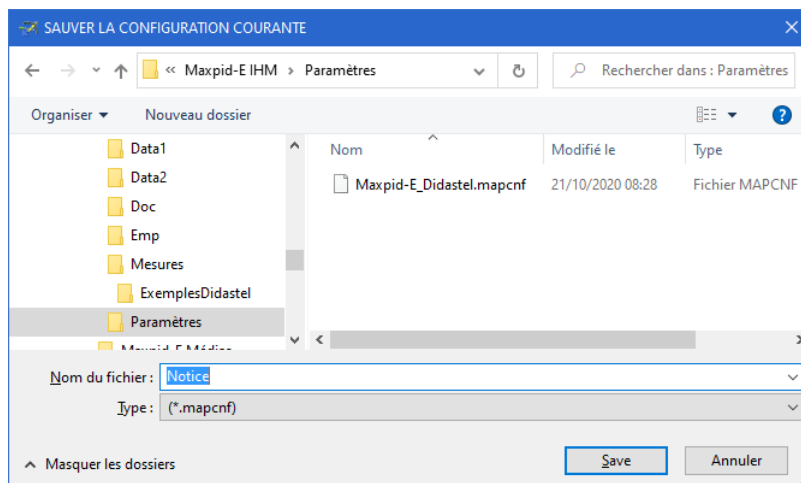 SAUVER LA CONFIGURATION COURANTE
« Maxpid-E IHM > Paramètres
Rechercher dans : Paramètres
Organiser
Nouveau dossier
Data1
Data2
Doc
Emp
Mesures
ExemplesDidastel
Paramètres
Nom
Modifié le
Type
Maxpid-E_Didastel.mapcnf
21/10/2020 08:28
Fichier MAPCNF
Nom du fichier : Notice
Type : (*.mapcnf)
Masquer les dossiers
Save
Annuler